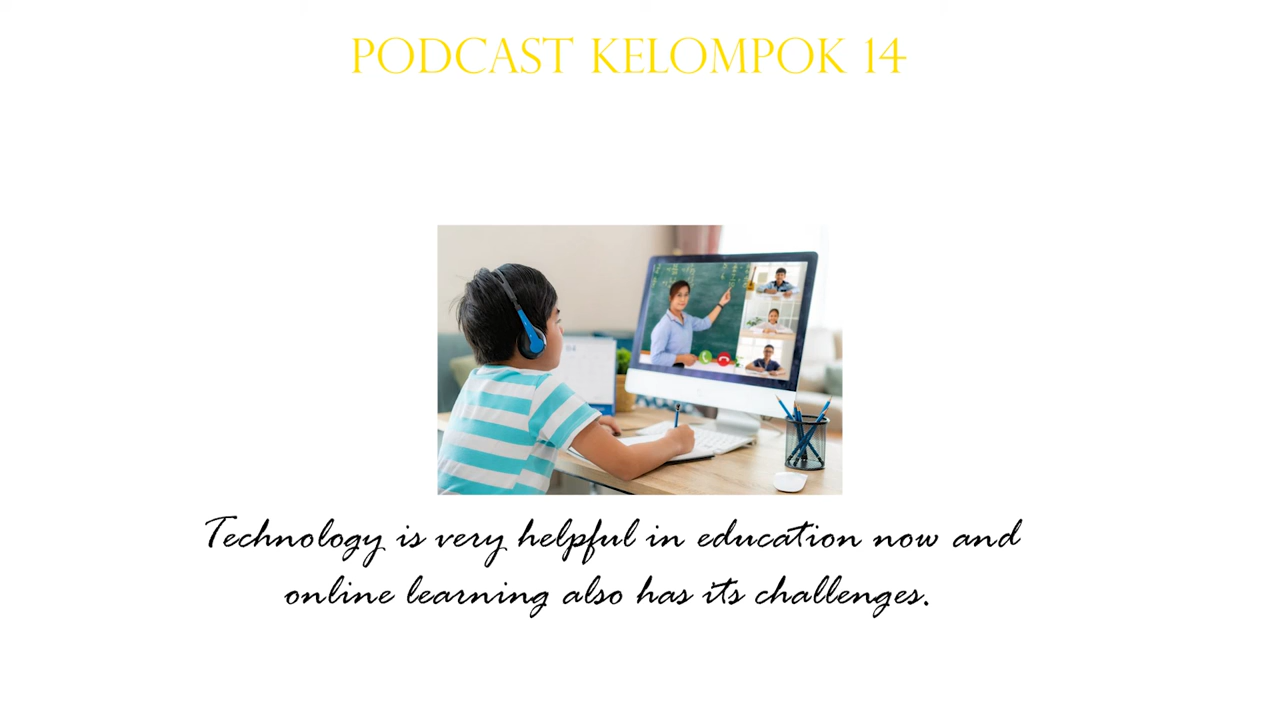 PODCAST KELOMPOK 14
Technology is very helpful in education now and
online learning also has its challenges.